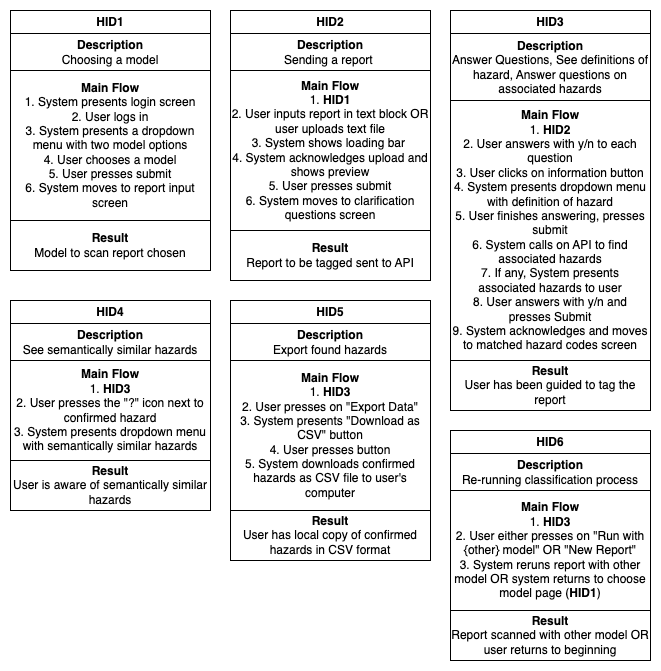 HID1
Description
Choosing a model
Main Flow
1. System presents login screen
2. User logs in
3. System presents a dropdown
menu with two model options
4. User chooses a model
5. User presses submit
6. System moves to report input
screen
Result
Model to scan report chosen
HID2
Description
Sending a report
Main Flow
1. HID1
2. User inputs report in text block OR
user uploads text file
3. System shows loading bar
4. System acknowledges upload and
shows preview
5. User presses submit
6. System moves to clarification
questions screen
Result
Report to be tagged sent to API
HID3
Description
Answer Questions, See definitions of
hazard, Answer questions on
associated hazards
Main Flow
1. HID2
2. User answers with y/n to each
question
3. User clicks on information button
4. System presents dropdown menu
with definition of hazard
5. User finishes answering, presses
submit
6. System calls on API to find
associated hazards
7. If any, System presents
associated hazards to user
8. User answers with y/n and
presses Submit
9. System acknowledges and moves
to matched hazard codes screen
Result
User has been guided to tag the
report
HID4
Description
See semantically similar hazards
Main Flow
1. HID3
2. User presses the "?" icon next to
confirmed hazard
3. System presents dropdown menu
with semantically similar hazards
Result
User is aware of semantically similar
hazards
HID5
Description
Export found hazards
Main Flow
1. HID3
2. User presses on "Export Data"
3. System presents "Download as
CSV" button
4. User presses button
5. System downloads confirmed
hazards as CSV file to user's
computer
Result
User has local copy of confirmed
hazards in CSV format
HID6
Description
Re-running classification process
Main Flow
1. HID3
2. User either presses on "Run with
{other} model" OR "New Report"
3. System reruns report with other
model OR system returns to choose
model page (HID1)
Result
Report scanned with other model OR
user returns to beginning